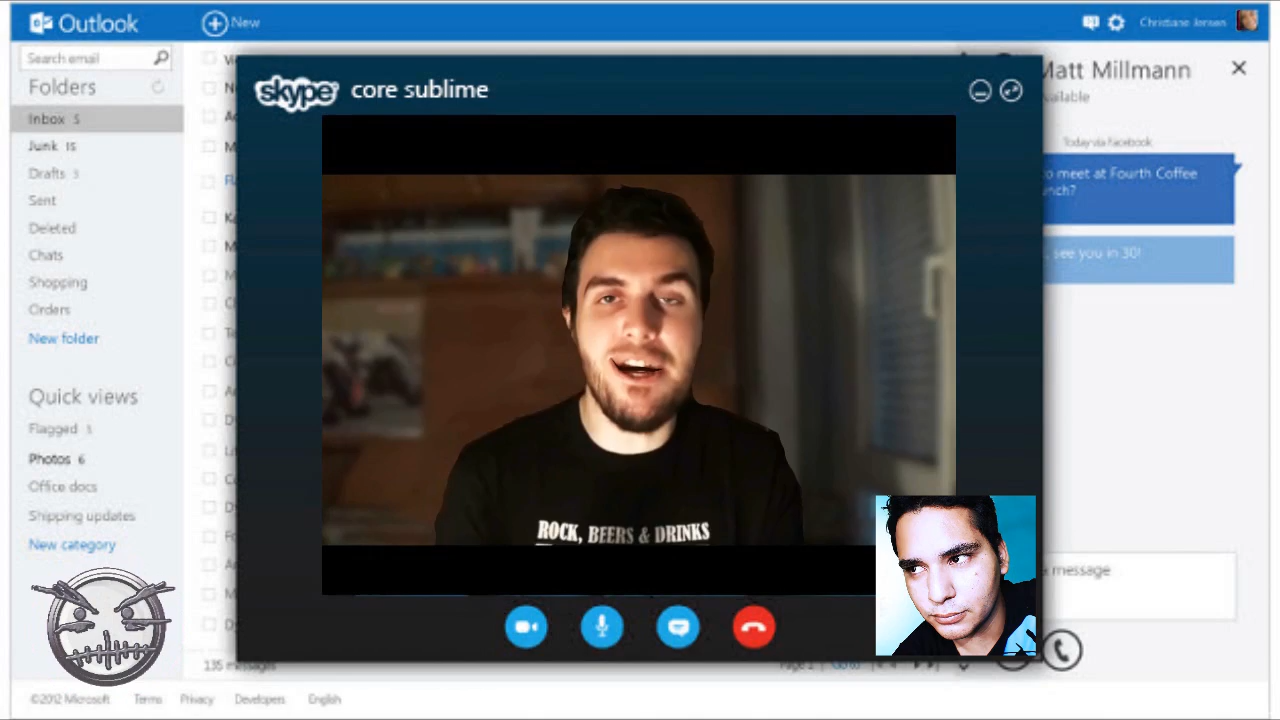 Outlook
New
Christiane Jensen
Search email
Folders
Inbox 5
Junk 15
Drafts 3
Sent
Deleted
Chats
Shopping
Orders
New folder
Quick views
Flagged 3
Photos 6
Office docs
Shipping updates
New category
skype core sublime
ROCK, BEERS & DRINKS
Matt Millmann
Today via Facebook
to meet at Fourth Coffee
see you in 30!
message
©2012 Microsoft Terms Privacy Developers English